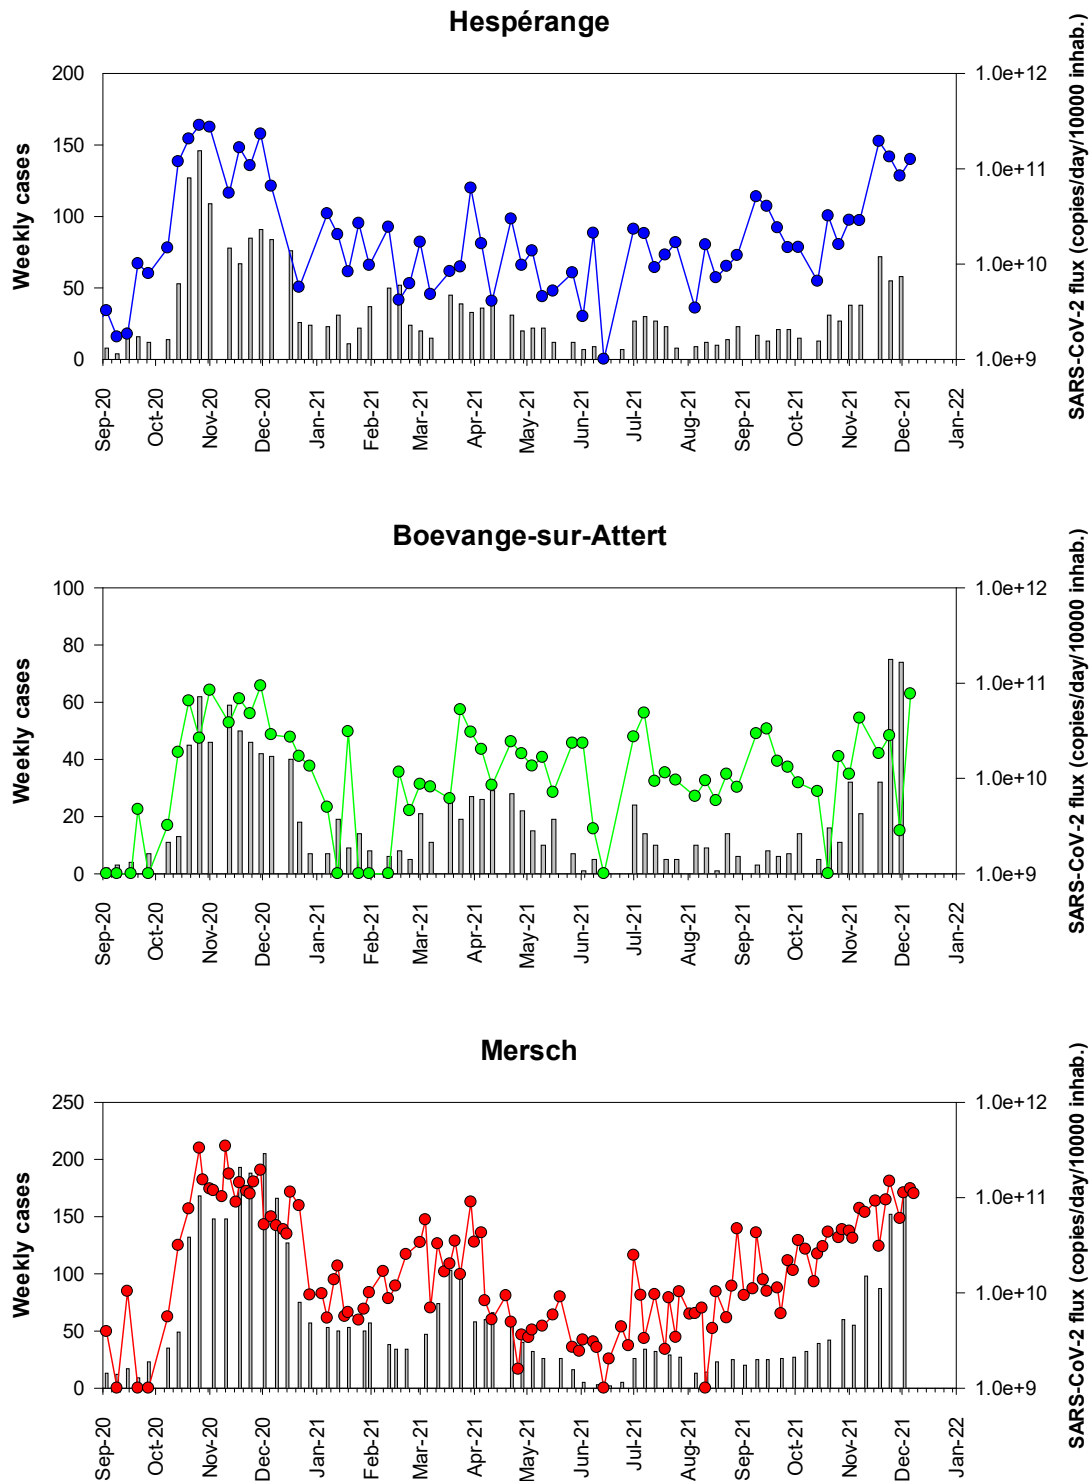 Hespérange
Weekly cases
200
150
100
50
0
1.0e+12
1.0e+11
1.0e+10
1.0e+9
SARS-CoV-2 flux (copies/day/10000 inhab.)
Sep-20
Oct-20
Nov-20
Dec-20
Jan-21
Feb-21
Mar-21
Apr-21
May-21
Jun-21
Jul-21
Aug-21
Sep-21
Oct-21
Nov-21
Dec-21
Jan-22
Boevange-sur-Attert
Weekly cases
100
80
60
40
20
0
1.0e+12
1.0e+11
1.0e+10
1.0e+9
SARS-CoV-2 flux (copies/day/10000 inhab.)
Sep-20
Oct-20
Nov-20
Dec-20
Jan-21
Feb-21
Mar-21
Apr-21
May-21
Jun-21
Jul-21
Aug-21
Sep-21
Oct-21
Nov-21
Dec-21
Jan-22
Mersch
Weekly cases
250
200
150
100
50
0
1.0e+12
1.0e+11
1.0e+10
1.0e+9
SARS-CoV-2 flux (copies/day/10000 inhab.)
Sep-20
Oct-20
Nov-20
Dec-20
Jan-21
Feb-21
Mar-21
Apr-21
May-21
Jun-21
Jul-21
Aug-21
Sep-21
Oct-21
Nov-21
Dec-21
Jan-22